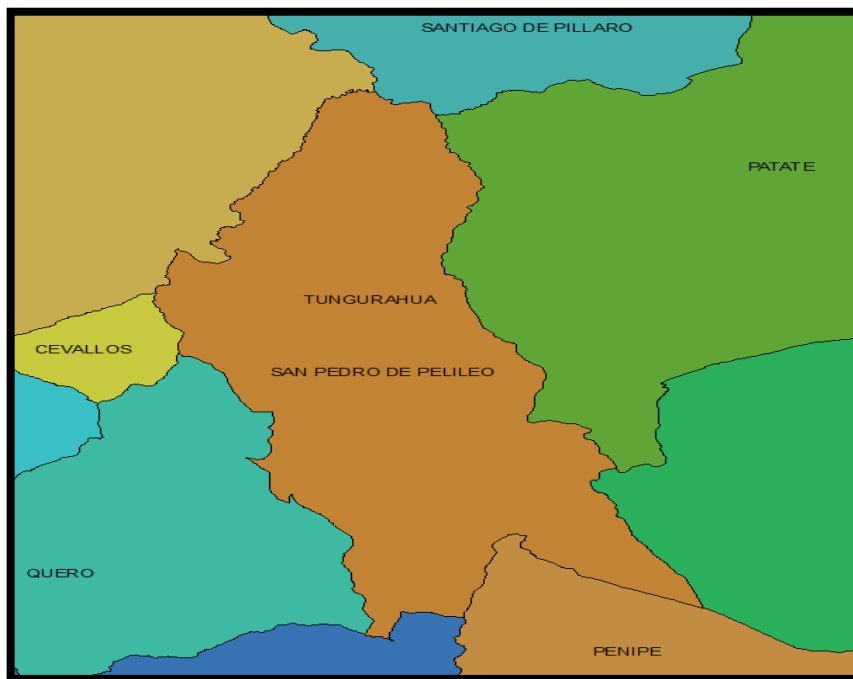 SANTIAGO DE PILLARO
PATATE
TUNGURAHUA
CEVALLOS
SAN PEDRO DE PELILEO
QUERO
PENIPE